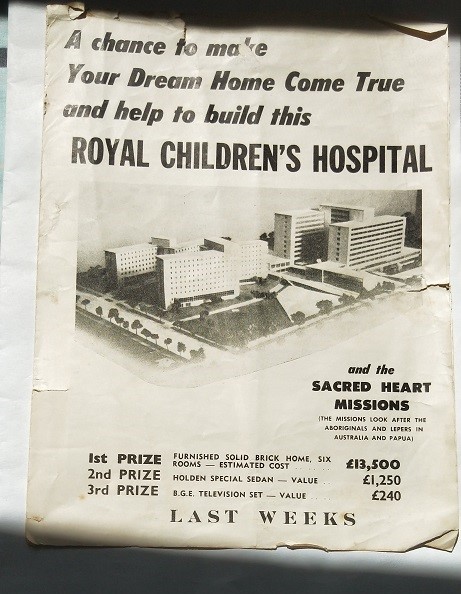 A chance to make
Your Dream Home Come True
and help to build this
ROYAL CHILDREN'S HOSPITAL
and the
SACRED HEART
MISSIONS
(THE MISSIONS LOOK AFTER THE
ABORIGINALS AND LEPERS IN
AUSTRALIA AND PAPUA)
1st PRIZE FURNISHED SOLID BRICK HOME, SIX
ROOMS — ESTIMATED COST ........ £13,500
2nd PRIZE HOLDEN SPECIAL SEDAN — VALUE ... £1,250
3rd PRIZE B.G.E. TELEVISION SET — VALUE .... £240
LAST WEEKS